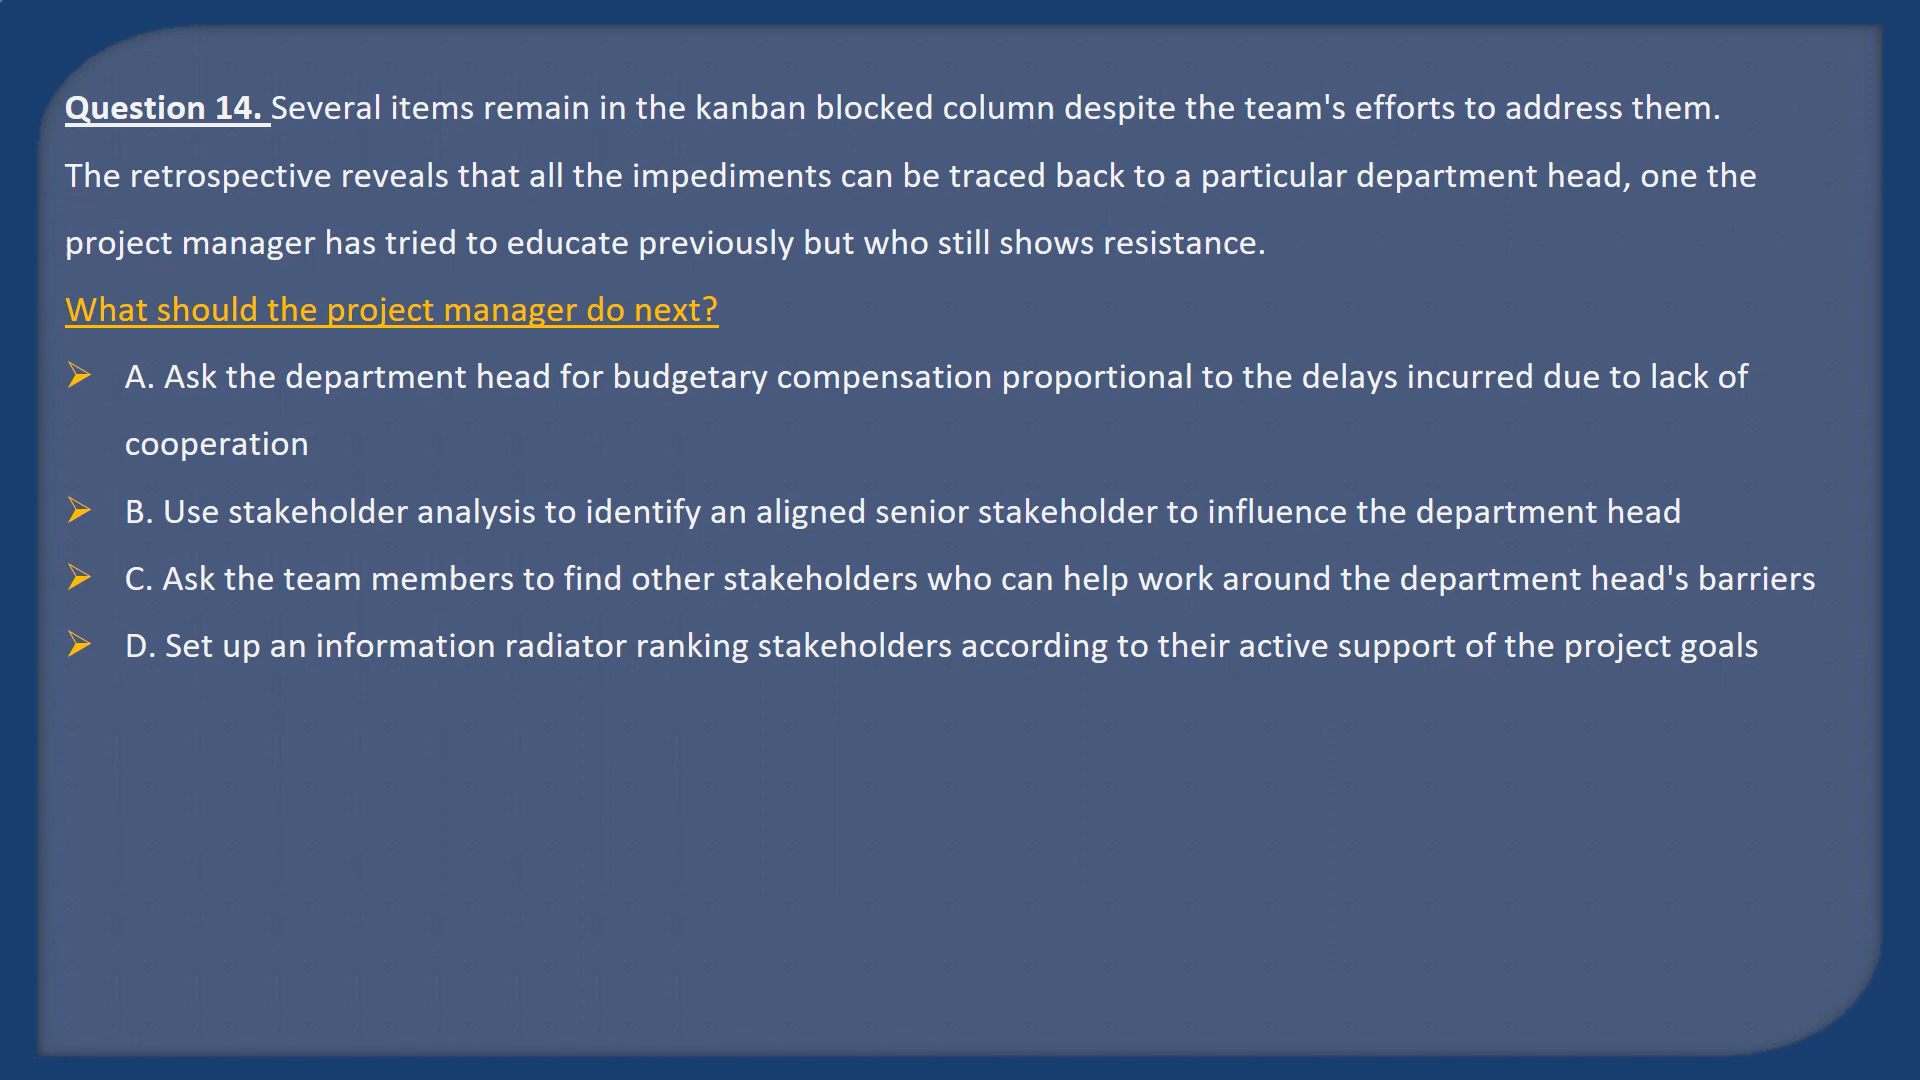 Question 14. Several items remain in the kanban blocked column despite the team's efforts to address them.
The retrospective reveals that all the impediments can be traced back to a particular department head, one the
project manager has tried to educate previously but who still shows resistance.
What should the project manager do next?
A. Ask the department head for budgetary compensation proportional to the delays incurred due to lack of
cooperation
B. Use stakeholder analysis to identify an aligned senior stakeholder to influence the department head
C. Ask the team members to find other stakeholders who can help work around the department head's barriers
D. Set up an information radiator ranking stakeholders according to their active support of the project goals